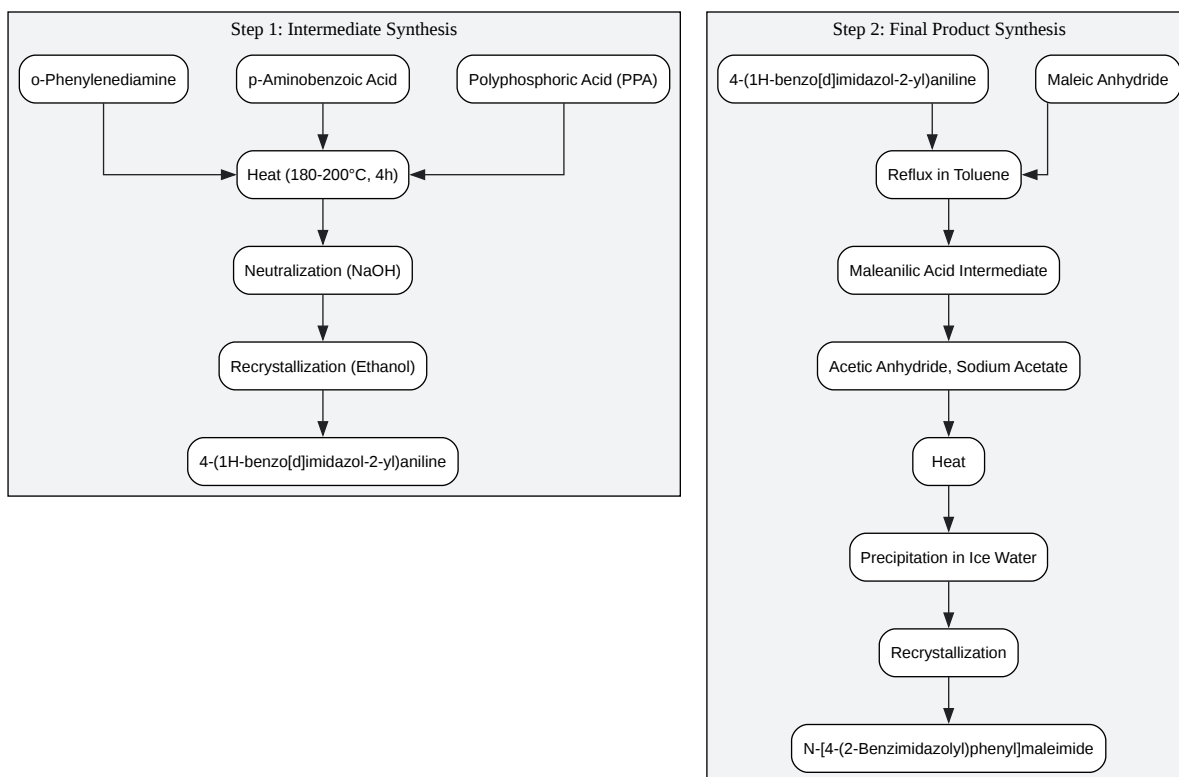 Step 1: Intermediate Synthesis
o-Phenylenediamine
p-Aminobenzoic Acid
Polyphosphoric Acid (PPA)
Heat (180-200°C, 4h)
Neutralization (NaOH)
Recrystallization (Ethanol)
4-(1H-benzo[d]imidazol-2-yl)aniline
Step 2: Final Product Synthesis
4-(1H-benzo[d]imidazol-2-yl)aniline
Maleic Anhydride
Reflux in Toluene
Maleanilic Acid Intermediate
Acetic Anhydride, Sodium Acetate
Heat
Precipitation in Ice Water
Recrystallization
N-[4-(2-Benzimidazolyl)phenyl]maleimide